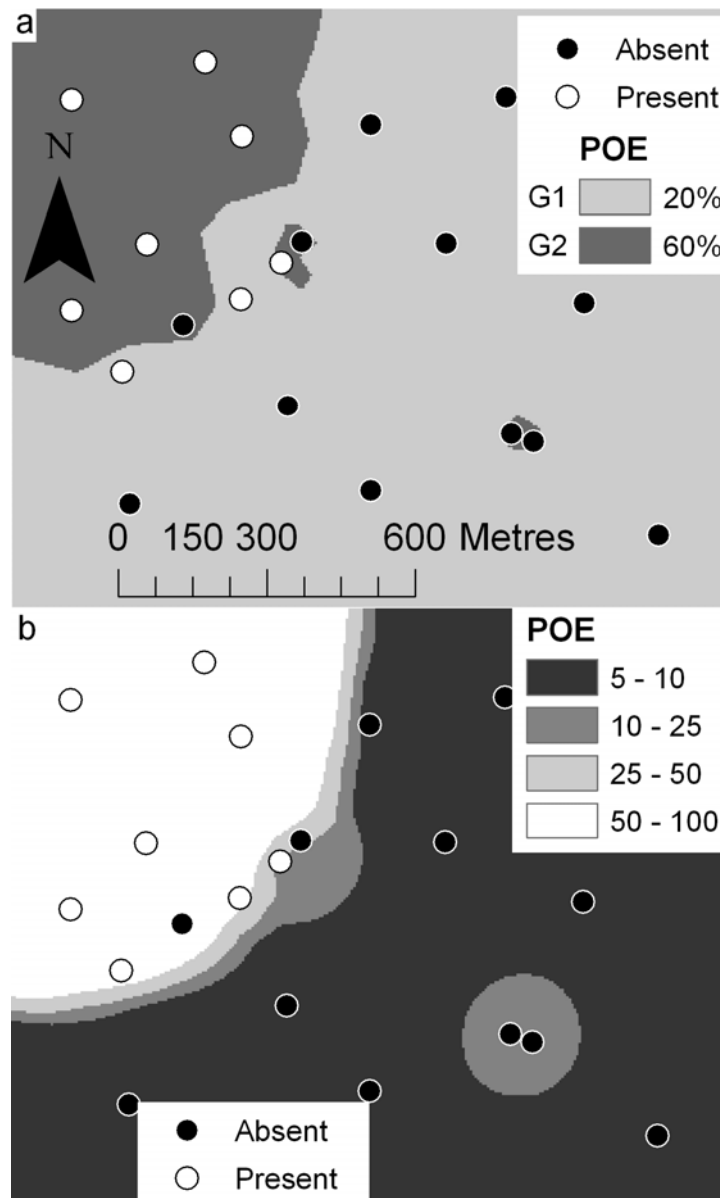 a
Absent
Present
N
POE
G1 20%
G2 60%
0 150 300 600 Metres
b
POE
5 - 10
10 - 25
25 - 50
50 - 100
Absent
Present